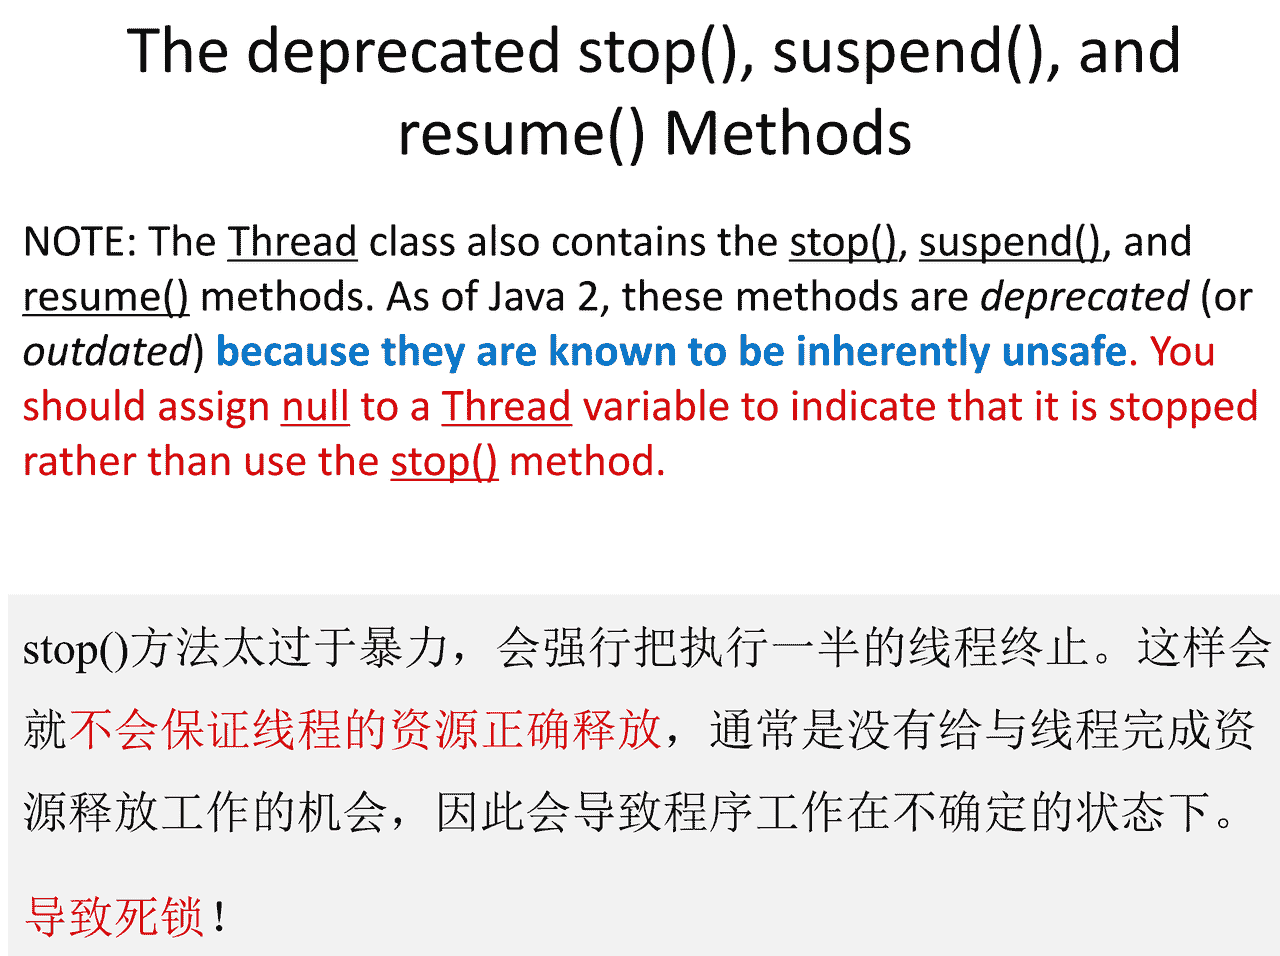 The deprecated stop(), suspend(), and
resume() Methods
NOTE: The Thread class also contains the stop(), suspend(), and
resume() methods. As of Java 2, these methods are deprecated (or
outdated) because they are known to be inherently unsafe. You
should assign null to a Thread variable to indicate that it is stopped
rather than use the stop() method.
stop()方法太过于暴力，会强行把执行一半的线程终止。这样会
就不会保证线程的资源正确释放，通常是没有给与线程完成资
源释放工作的机会，因此会导致程序工作在不确定的状态下。
导致死锁！